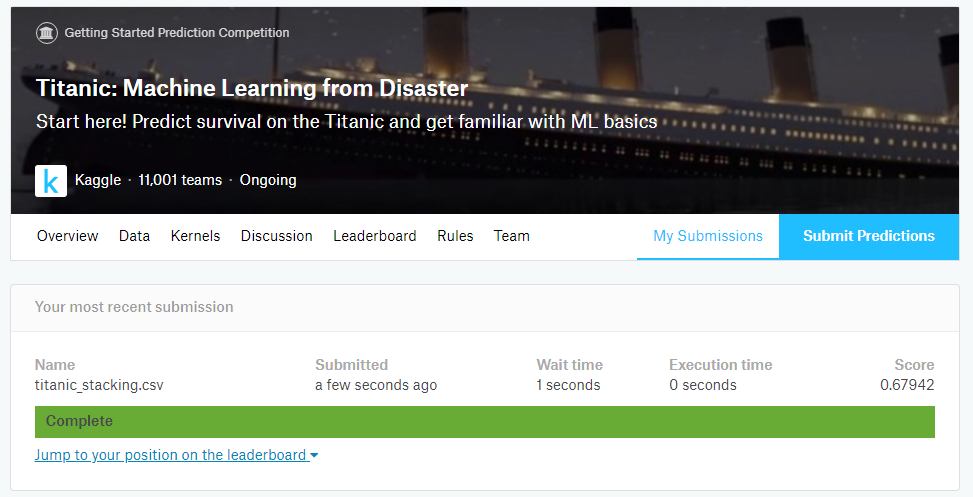 Getting Started Prediction Competition
Titanic: Machine Learning from Disaster
Start here! Predict survival on the Titanic and get familiar with ML basics
k Kaggle · 11,001 teams · Ongoing
Overview Data Kernels Discussion Leaderboard Rules Team My Submissions Submit Predictions
Your most recent submission
Name Submitted Wait time Execution time Score
titanic_stacking.csv a few seconds ago 1 seconds 0 seconds 0.67942
Complete
Jump to your position on the leaderboard